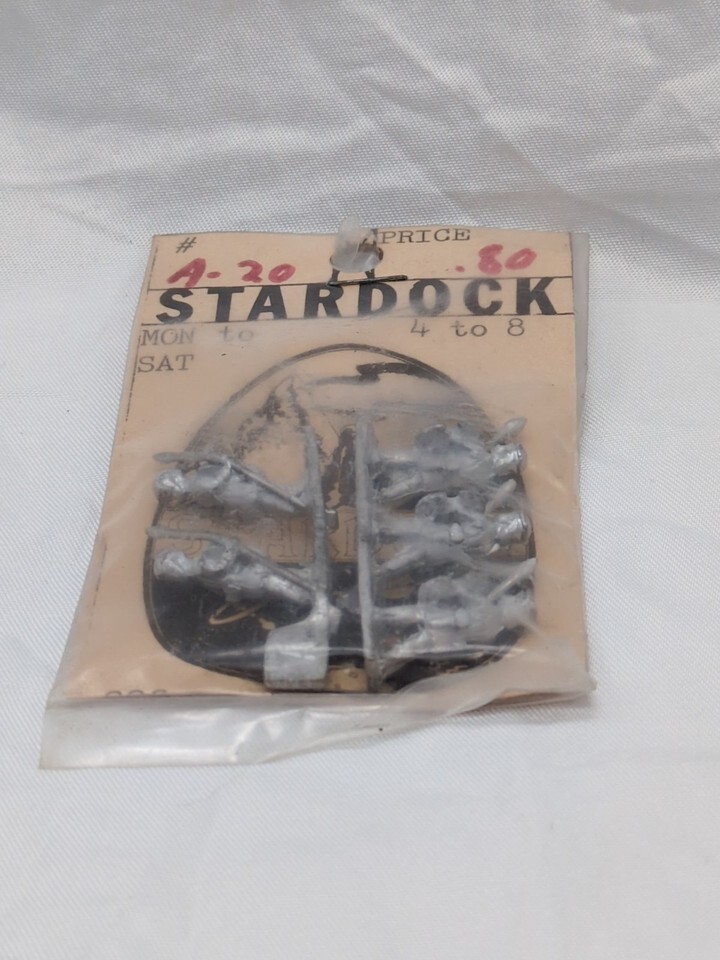 # PRICE
A-20 .80
STARDOCK
MON to 4 to 8
SAT